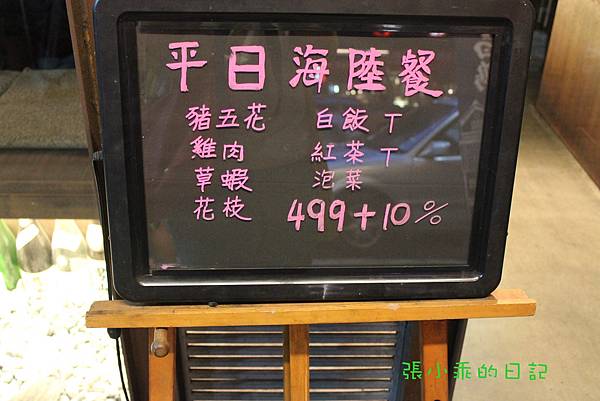 平日海陸餐
豬五花
雞肉
草蝦
花枝
白飯T
紅茶T
泡菜
499+10%
張小乖的日記